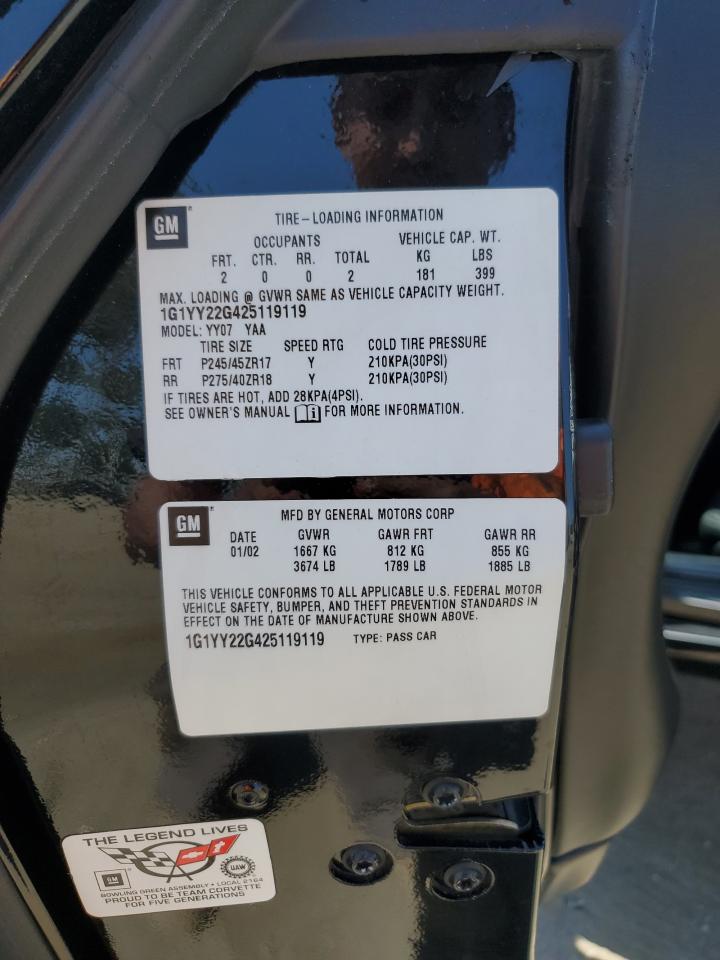 GM
TIRE-LOADING INFORMATION
OCCUPANTS VEHICLE CAP. WT.
FRT. CTR. RR. TOTAL KG LBS
2 0 0 2 181 399
MAX. LOADING @ GVWR SAME AS VEHICLE CAPACITY WEIGHT.
1G1YY22G425119119
MODEL: YY07 YAA
TIRE SIZE SPEED RTG COLD TIRE PRESSURE
FRT P245/45ZR17 Y 210KPA(30PSI)
RR P275/40ZR18 Y 210KPA(30PSI)
IF TIRES ARE HOT, ADD 28KPA(4PSI).
SEE OWNER'S MANUAL i FOR MORE INFORMATION.
GM
MFD BY GENERAL MOTORS CORP
DATE GVWR GAWR FRT GAWR RR
01/02 1667 KG 812 KG 855 KG
3674 LB 1789 LB 1885 LB
THIS VEHICLE CONFORMS TO ALL APPLICABLE U.S. FEDERAL MOTOR
VEHICLE SAFETY, BUMPER, AND THEFT PREVENTION STANDARDS IN
EFFECT ON THE DATE OF MANUFACTURE SHOWN ABOVE.
1G1YY22G425119119 TYPE: PASS CAR
THE LEGEND LIVES
GM
UAW
BOWLING GREEN ASSEMBLY • LOCAL 2164
PROUD TO BE TEAM CORVETTE
FOR FIVE GENERATIONS